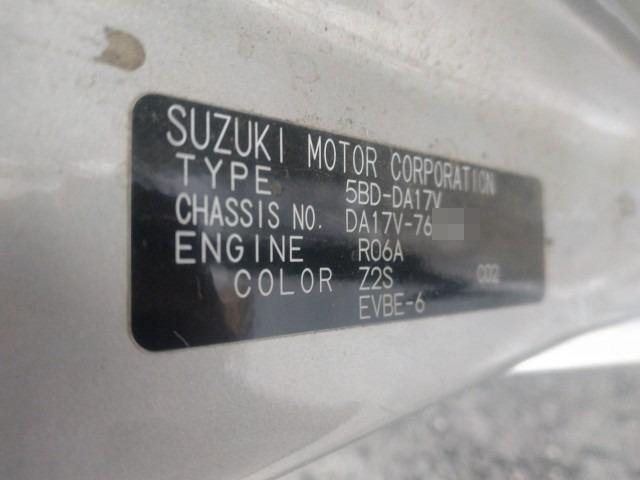 SUZUKI MOTOR CORPORATION
TYPE 5BD-DA17V
CHASSIS NO. DA17V-76
ENGINE R06A
COLOR Z2S C02
EVBE-6